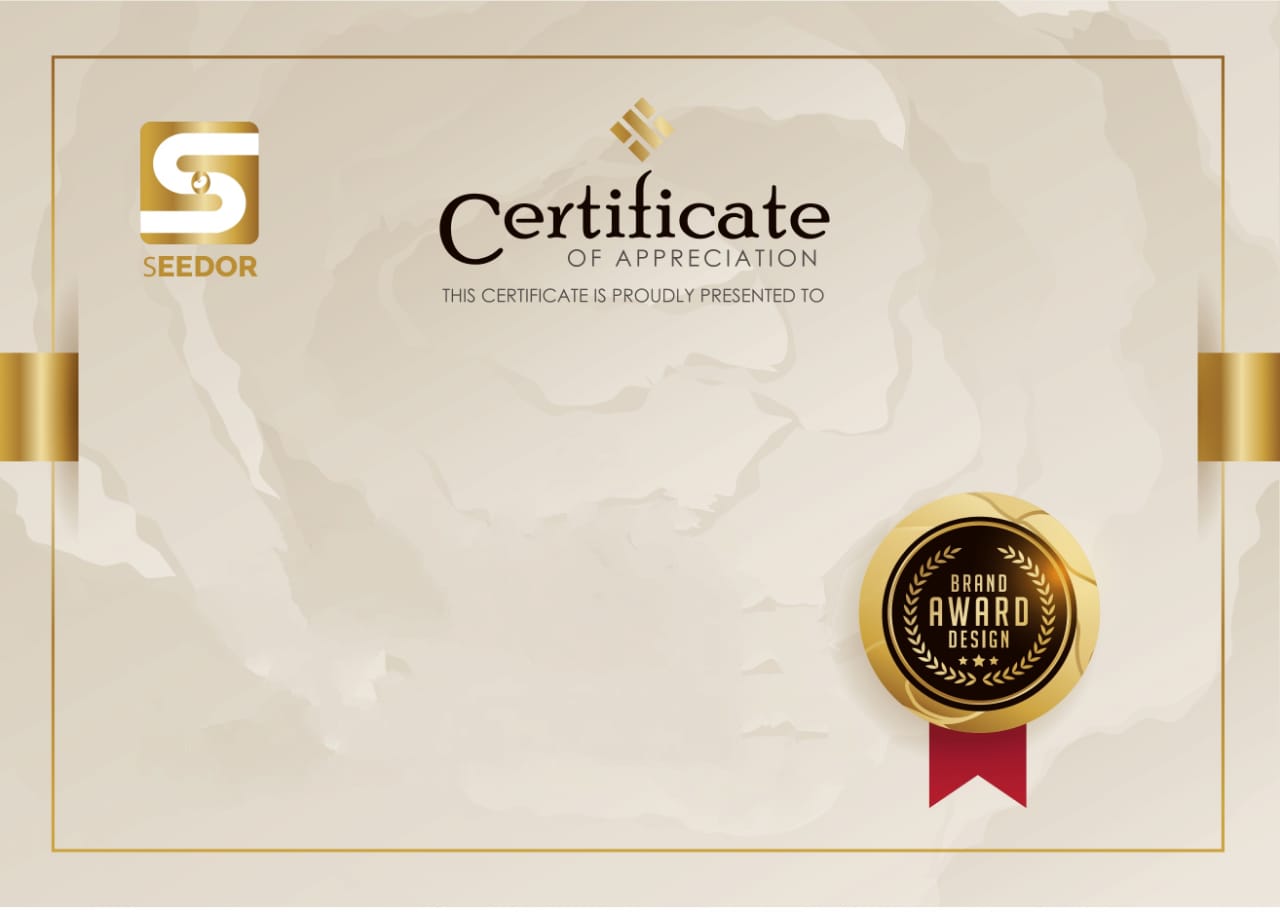 SEEDOR
Certificate
OF APPRECIATION
THIS CERTIFICATE IS PROUDLY PRESENTED TO
BRAND
AWARD
DESIGN